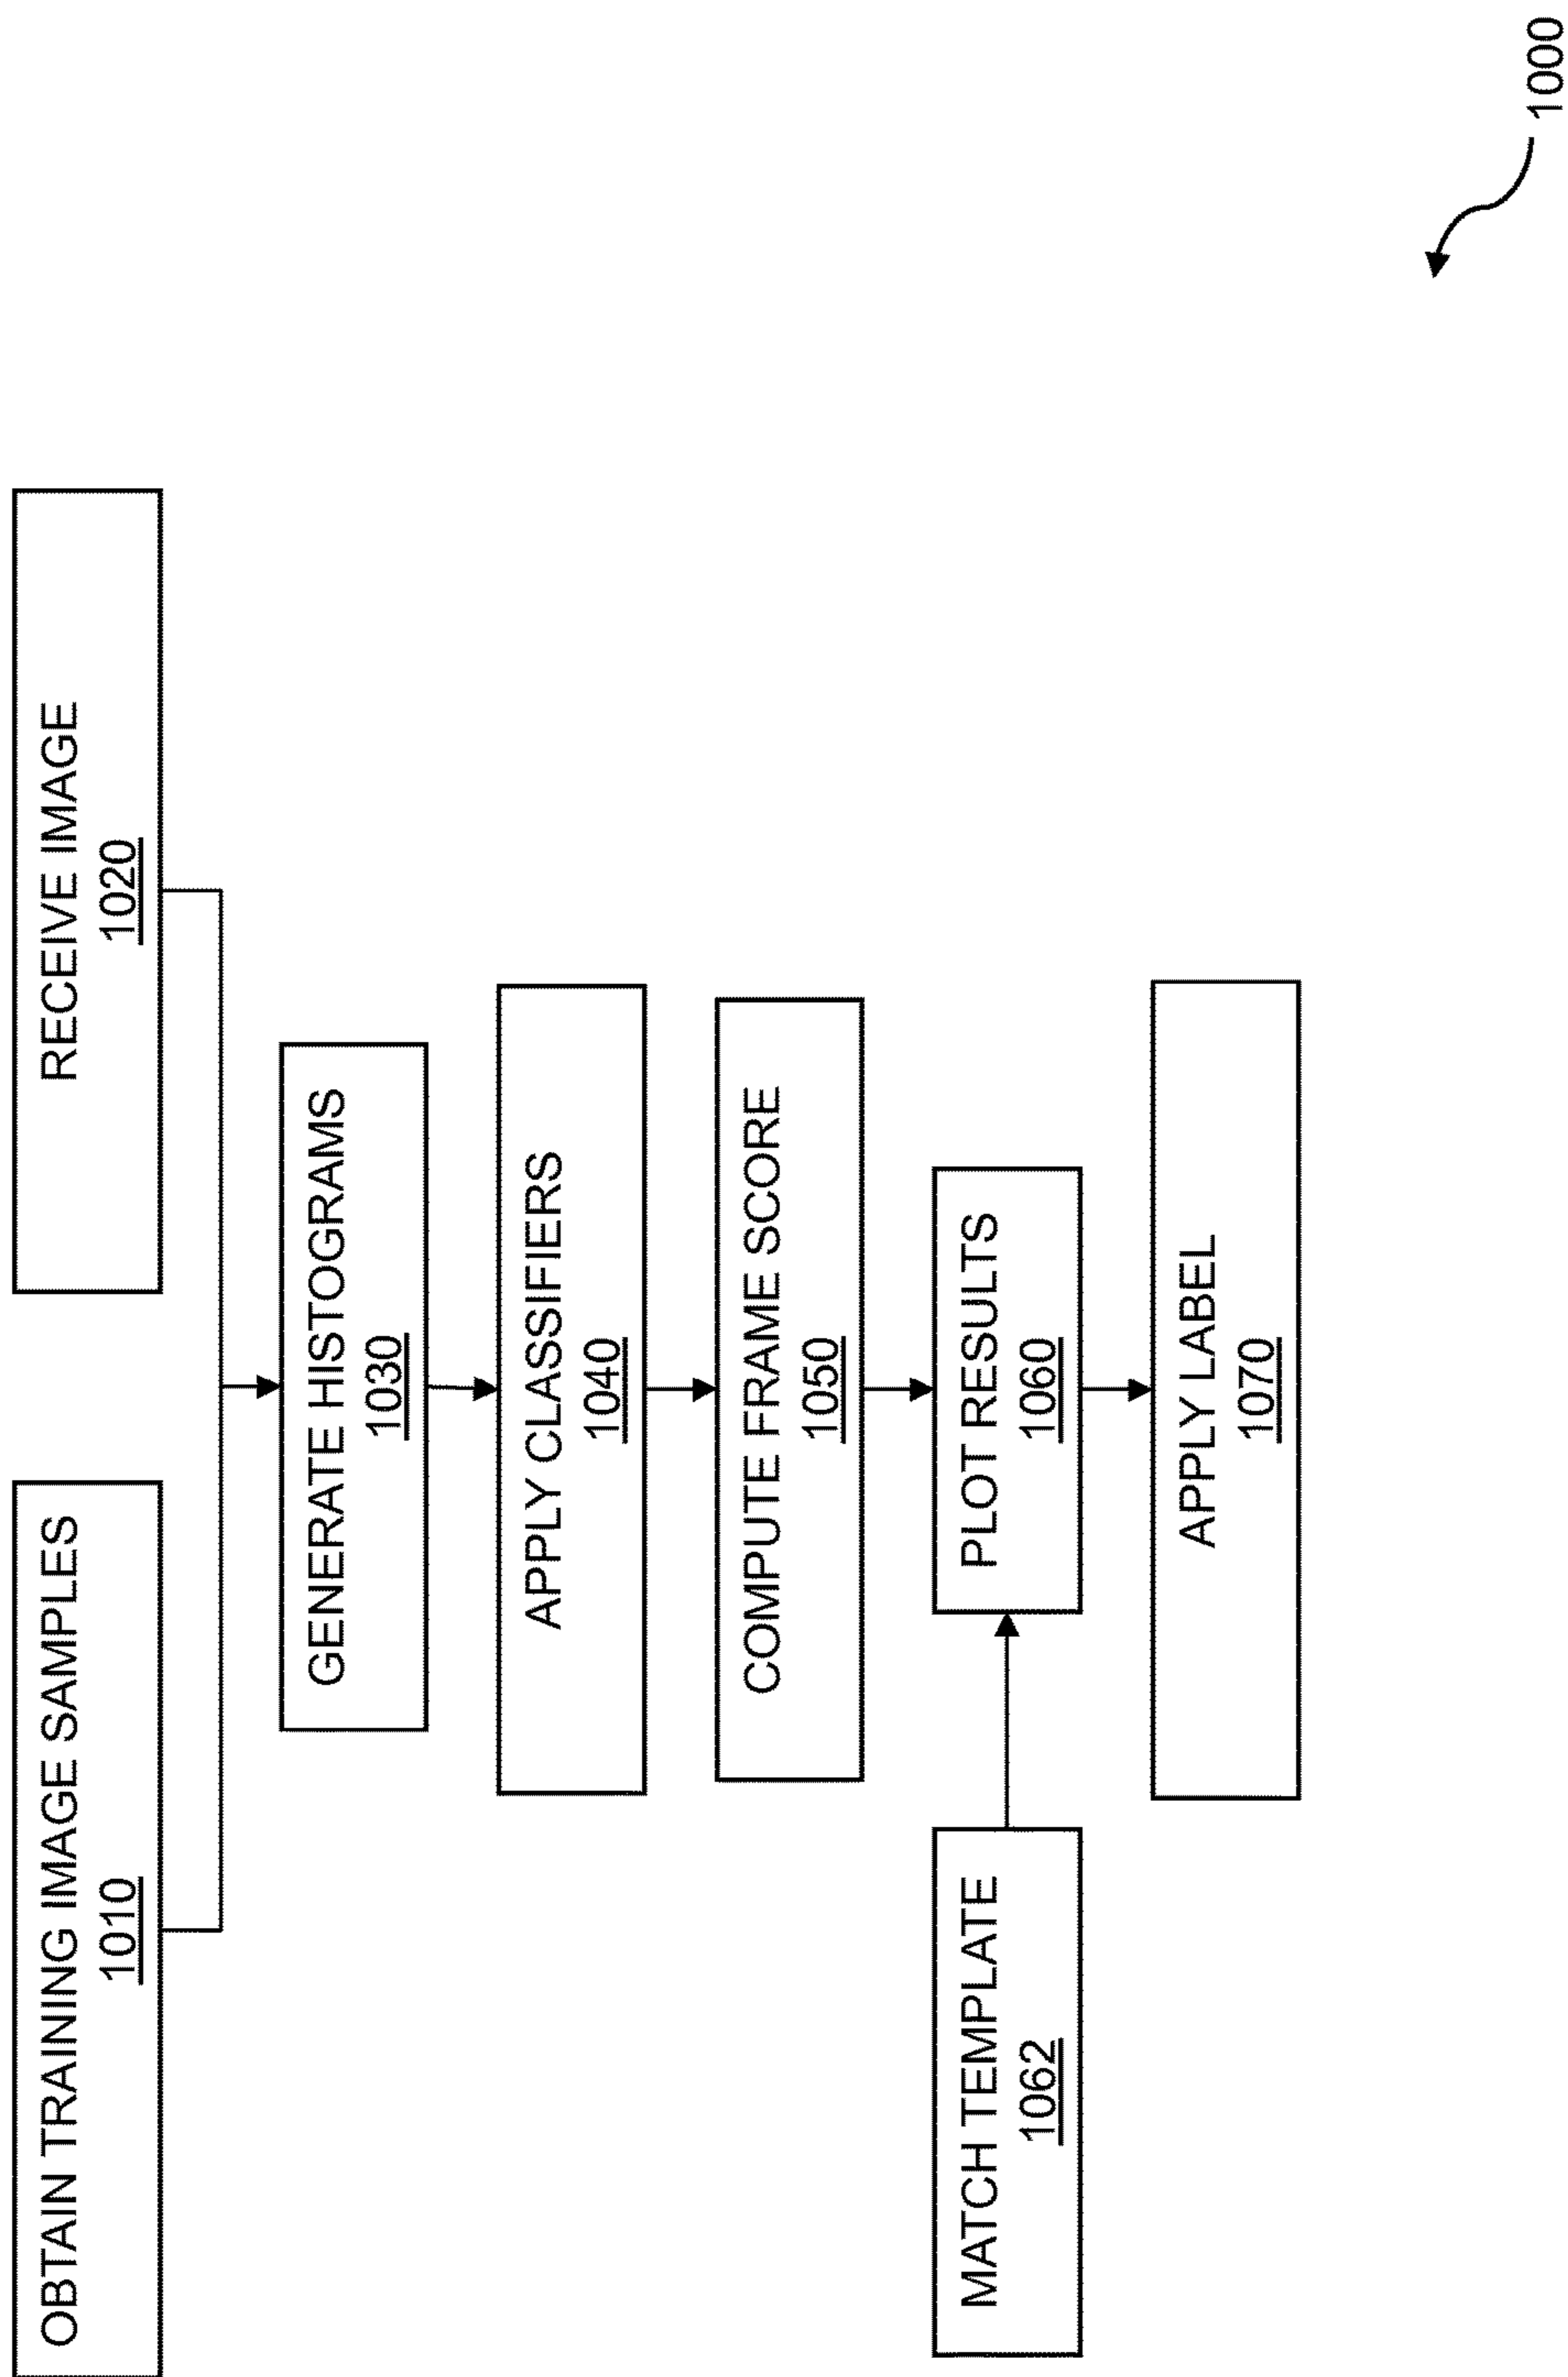 OBTAIN TRAINING IMAGE SAMPLES
1010
RECEIVE IMAGE
1020
GENERATE HISTOGRAMS
1030
APPLY CLASSIFIERS
1040
COMPUTE FRAME SCORE
1050
MATCH TEMPLATE
1062
PLOT RESULTS
1060
APPLY LABEL
1070
1000